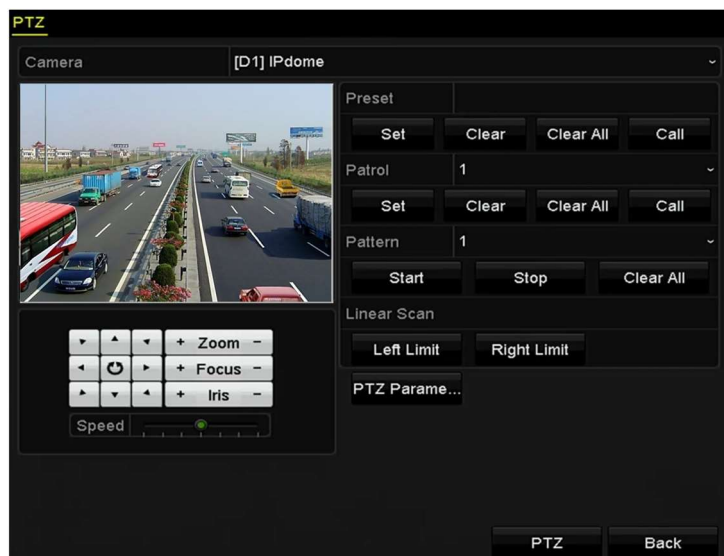 PTZ
Camera [D1] IPdome
Preset
Set Clear Clear All Call
Patrol 1
Set Clear Clear All Call
Pattern 1
Start Stop Clear All
Linear Scan
Left Limit Right Limit
PTZ Parame...
+ Zoom −
+ Focus −
+ Iris −
Speed
PTZ Back